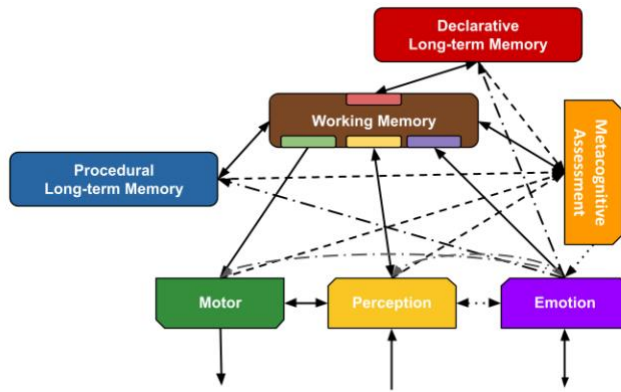 Declarative
Long-term Memory
Working Memory
Procedural
Long-term Memory
Metacognitive
Assessment
Motor
Perception
Emotion